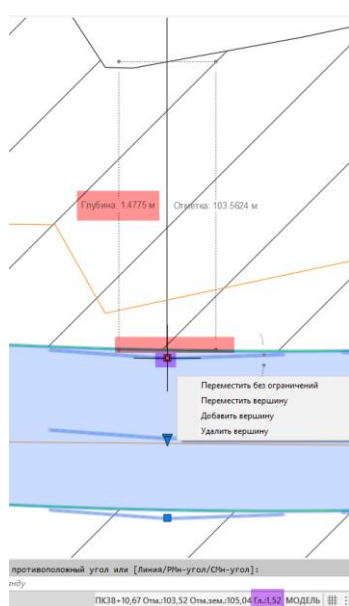 Глубина: 1.4775 м Отметка: 103.5624 м
Переместить без ограничений
Переместить вершину
Добавить вершину
Удалить вершину
противоположный угол или [Линия/РМн-угол/СМн-угол]:
анду
ПК38+10,67 Отм.:103,52 Отм.зем.:105,04 Гл.:1,52 МОДЕЛЬ